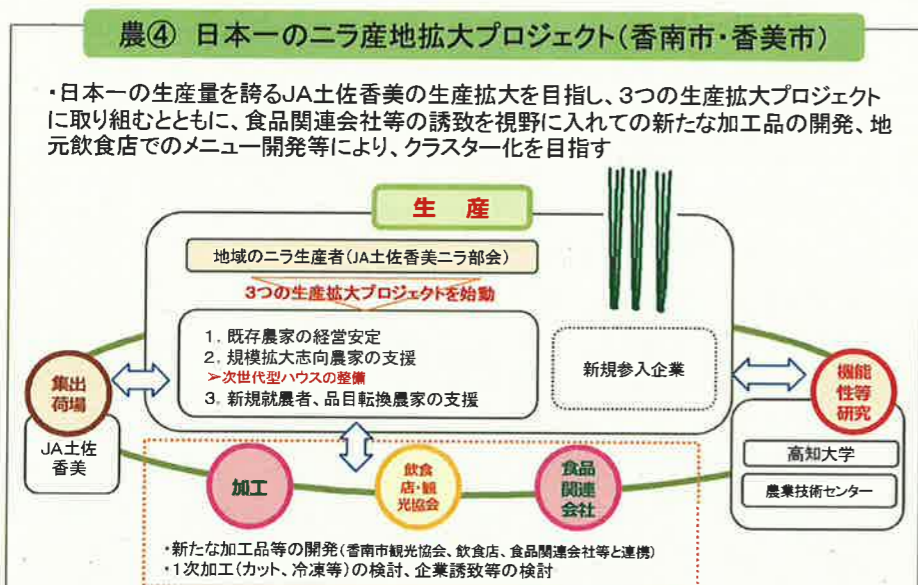 農④ 日本一のニラ産地拡大プロジェクト(香南市・香美市)
・日本一の生産量を誇るJA土佐香美の生産拡大を目指し、3つの生産拡大プロジェクト
に取り組むとともに、食品関連会社等の誘致を視野に入れての新たな加工品の開発、地
元飲食店でのメニュー開発等により、クラスター化を目指す
生 産
地域のニラ生産者(JA土佐香美ニラ部会)
3つの生産拡大プロジェクトを始動
1. 既存農家の経営安定
2. 規模拡大志向農家の支援
➢次世代型ハウスの整備
3. 新規就農者、品目転換農家の支援
新規参入企業
集出
荷場
JA土佐
香美
機能
性等
研究
高知大学
農業技術センター
加工
飲食
店・観
光協会
食品
関連
会社
・新たな加工品等の開発(香南市観光協会、飲食店、食品関連会社等と連携)
・1次加工(カット、冷凍等)の検討、企業誘致等の検討